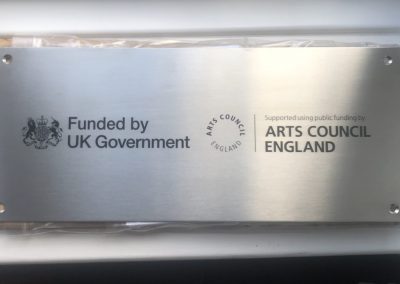 Funded by
UK Government
ARTS COUNCIL
ENGLAND
Supported using public funding by
ARTS COUNCIL
ENGLAND